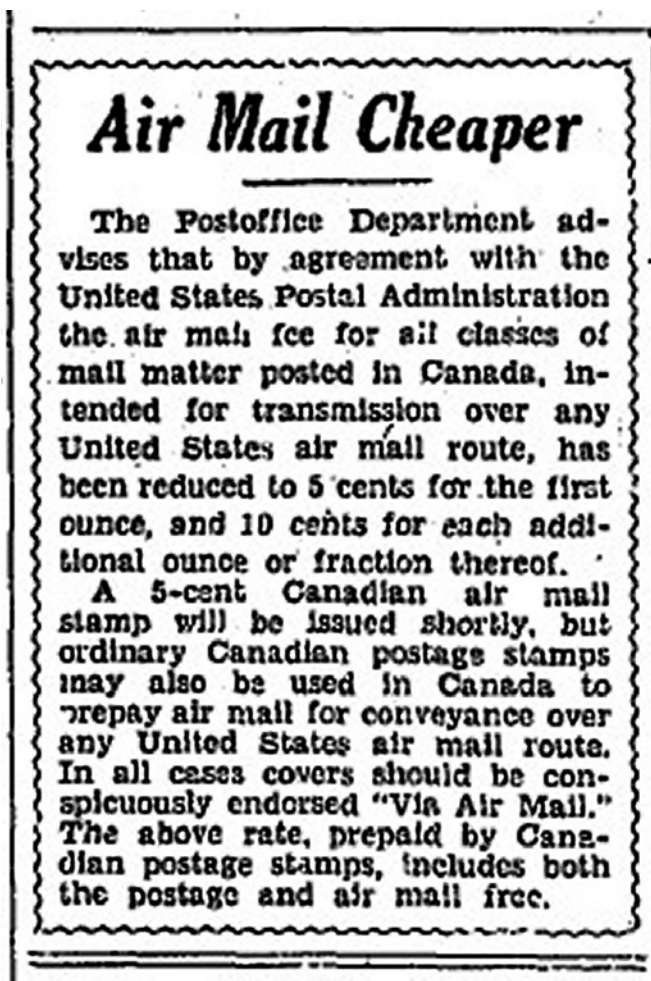 Air Mail Cheaper
The Postoffice Department ad-
vises that by agreement with the
United States Postal Administration
the air mail fee for all classes of
mail matter posted in Canada, in-
tended for transmission over any
United States air mail route, has
been reduced to 5 cents for the first
ounce, and 10 cents for each addi-
tional ounce or fraction thereof.
A 5-cent Canadian air mail
stamp will be issued shortly, but
ordinary Canadian postage stamps
may also be used in Canada to
prepay air mail for conveyance over
any United States air mail route.
In all cases covers should be con-
spicuously endorsed "Via Air Mail."
The above rate, prepaid by Cana-
dian postage stamps, includes both
the postage and air mail free.